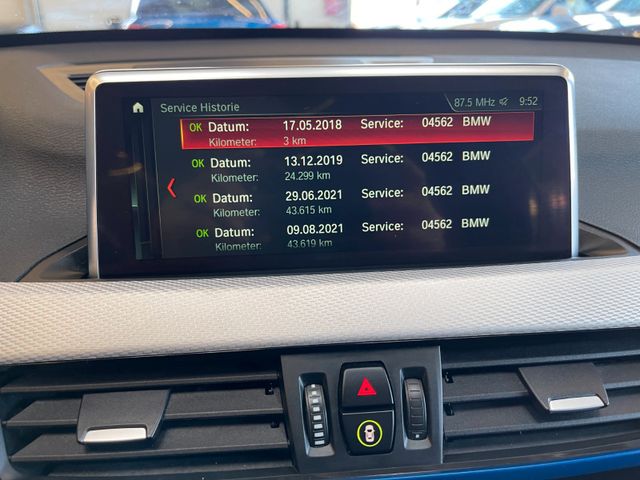 Service Historie 87.5 MHz 9:52
OK Datum: 17.05.2018 Service: 04562 BMW
Kilometer: 3 km
OK Datum: 13.12.2019 Service: 04562 BMW
Kilometer: 24.299 km
OK Datum: 29.06.2021 Service: 04562 BMW
Kilometer: 43.615 km
OK Datum: 09.08.2021 Service: 04562 BMW
Kilometer: 43.619 km